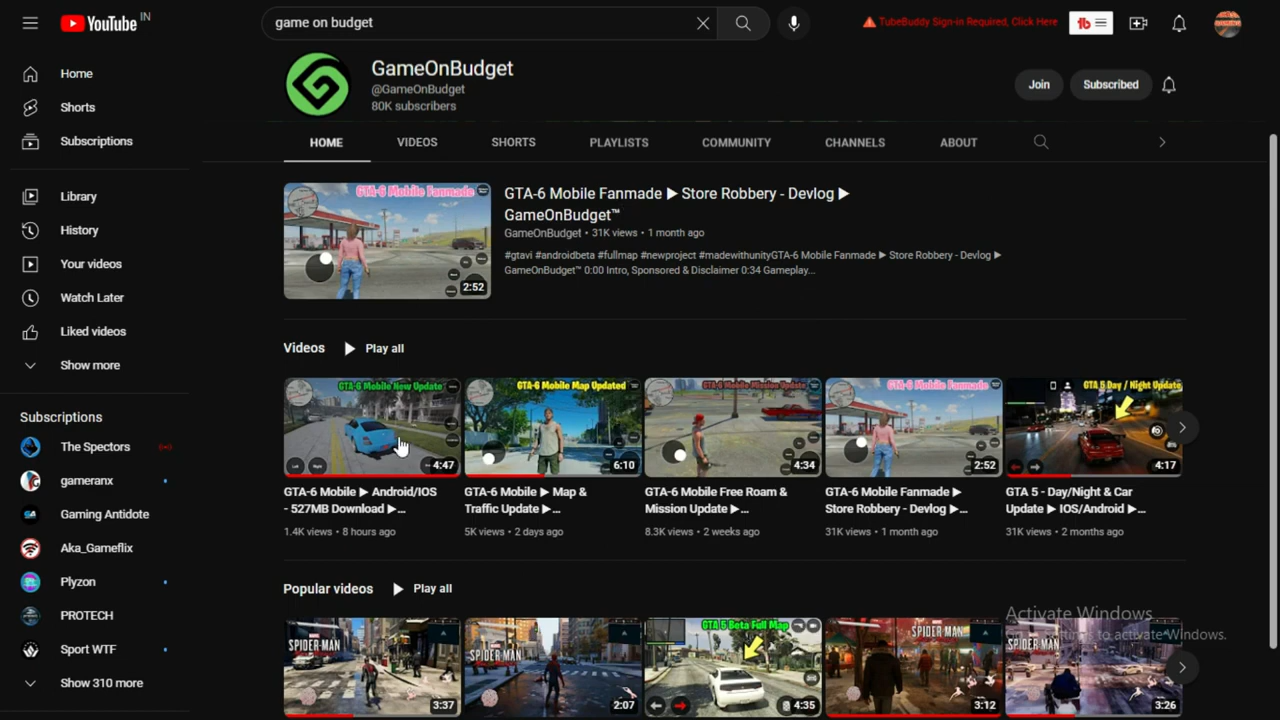 YouTube IN
game on budget
TubeBuddy Sign-in Required, Click Here
tb
Home
Shorts
Subscriptions
Library
History
Your videos
Watch Later
Liked videos
Show more
Subscriptions
The Spectors
gameranx
Gaming Antidote
Aka_Gameflix
Plyzon
PROTECH
Sport WTF
Show 310 more
GameOnBudget
@GameOnBudget
80K subscribers
Join
Subscribed
HOME VIDEOS SHORTS PLAYLISTS COMMUNITY CHANNELS ABOUT
GTA-6 Mobile Fanmade
2:52
GTA-6 Mobile Fanmade ▶ Store Robbery - Devlog ▶
GameOnBudget™
GameOnBudget • 31K views • 1 month ago
#gtavi #androidbeta #fullmap #newproject #madewithunityGTA-6 Mobile Fanmade ▶ Store Robbery - Devlog ▶
GameOnBudget™ 0:00 Intro, Sponsored & Disclaimer 0:34 Gameplay...
Videos ▶ Play all
GTA-6 Mobile New Update
Left Right
4:47
GTA-6 Mobile ▶ Android/IOS
- 527MB Download ▶...
1.4K views • 8 hours ago
GTA-6 Mobile Map Updated
6:10
GTA-6 Mobile ▶ Map &
Traffic Update ▶...
5K views • 2 days ago
GTA-6 Mobile Mission Update
4:34
GTA-6 Mobile Free Roam &
Mission Update ▶...
8.3K views • 2 weeks ago
GTA-6 Mobile Fanmade
2:52
GTA-6 Mobile Fanmade ▶
Store Robbery - Devlog ▶...
31K views • 1 month ago
GTA 5 Day / Night Update
4:17
GTA 5 - Day/Night & Car
Update ▶ IOS/Android ▶...
31K views • 2 months ago
Popular videos ▶ Play all
SPIDER-MAN
3:37
SPIDER-MAN
2:07
GTA 5 Beta Full Map
4:35
SPIDER-MAN
3:12
SPIDER-MAN
3:26
Activate Windows
to activate Windows.